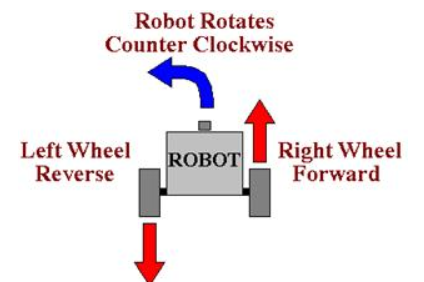 Robot Rotates
Counter Clockwise
Left Wheel
Reverse
ROBOT
Right Wheel
Forward